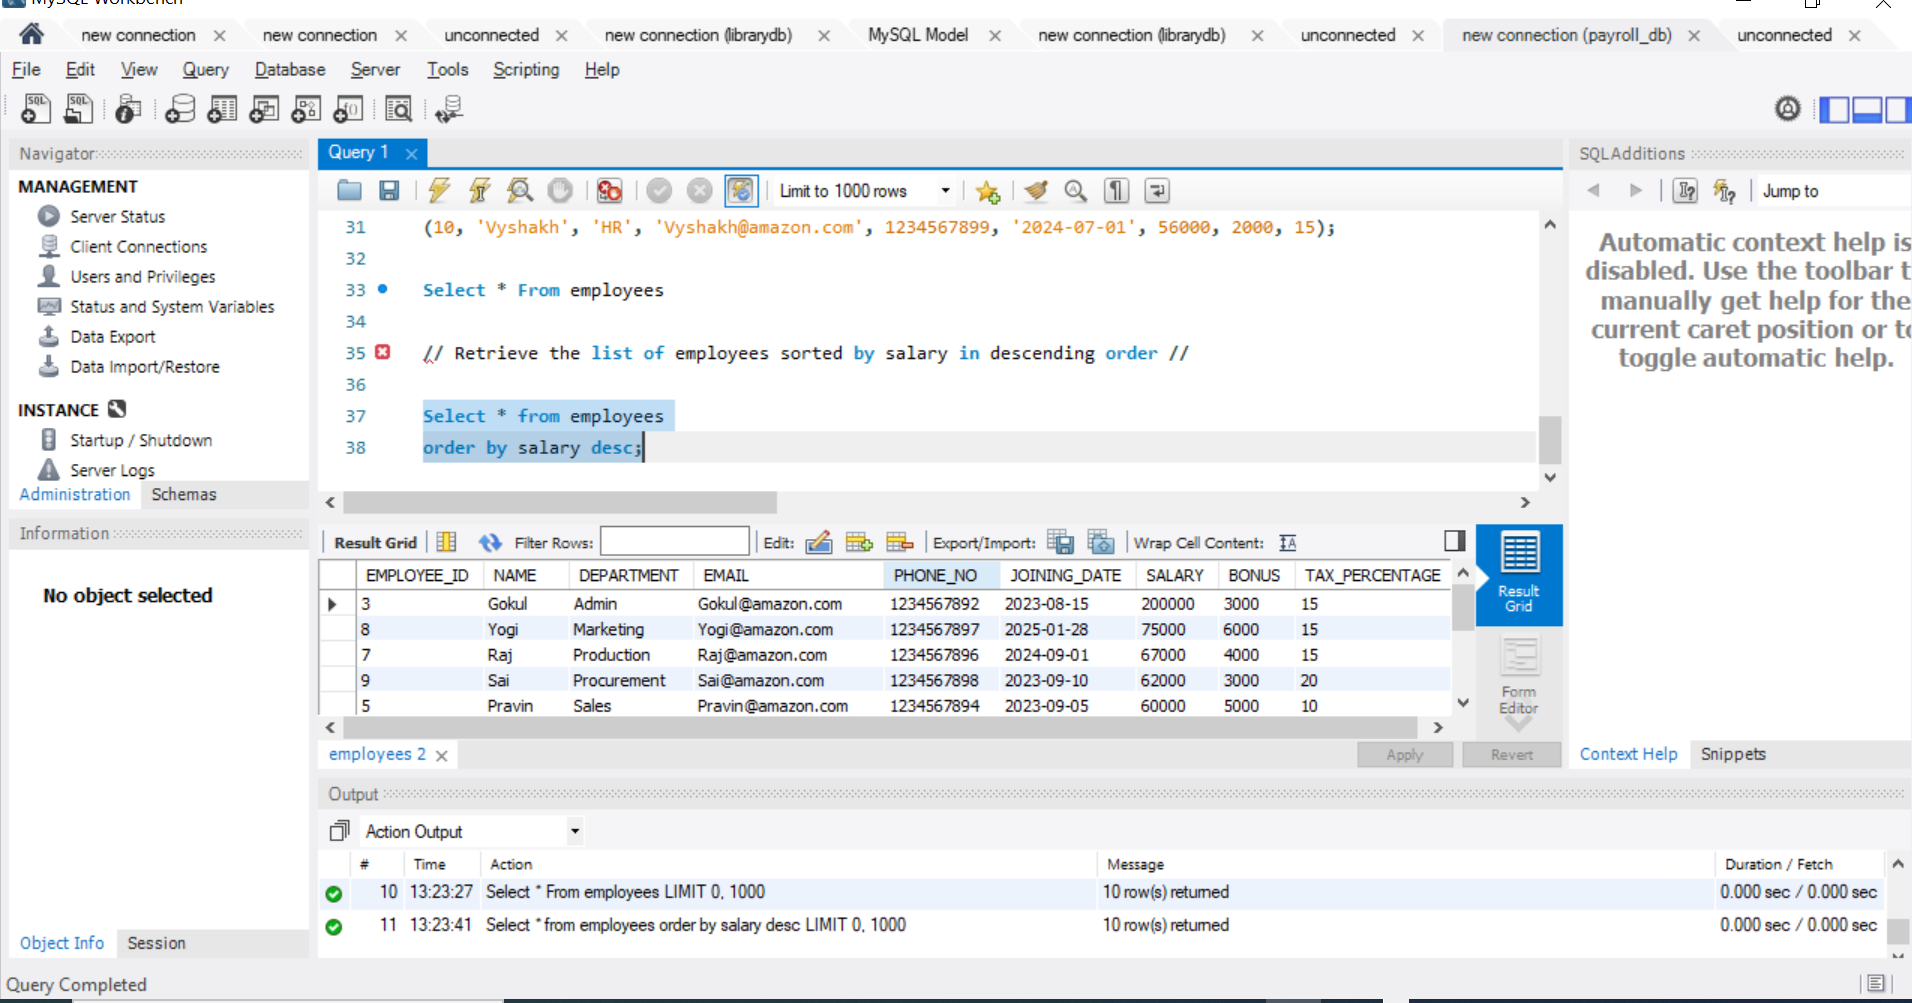 MySQL Workbench
new connection
new connection
unconnected
new connection (librarydb)
MySQL Model
new connection (librarydb)
unconnected
new connection (payroll_db)
unconnected
File Edit View Query Database Server Tools Scripting Help
Navigator
MANAGEMENT
Server Status
Client Connections
Users and Privileges
Status and System Variables
Data Export
Data Import/Restore
INSTANCE
Startup / Shutdown
Server Logs
Administration Schemas
Information
No object selected
Object Info Session
Query 1
Limit to 1000 rows
31 (10, 'Vyshakh', 'HR', 'Vyshakh@amazon.com', 1234567899, '2024-07-01', 56000, 2000, 15);
32
33 Select * From employees
34
35 // Retrieve the list of employees sorted by salary in descending order //
36
37 Select * from employees
38 order by salary desc;
Result Grid Filter Rows: Edit: Export/Import: Wrap Cell Content:
EMPLOYEE_ID NAME DEPARTMENT EMAIL PHONE_NO JOINING_DATE SALARY BONUS TAX_PERCENTAGE
3 Gokul Admin Gokul@amazon.com 1234567892 2023-08-15 200000 3000 15
8 Yogi Marketing Yogi@amazon.com 1234567897 2025-01-28 75000 6000 15
7 Raj Production Raj@amazon.com 1234567896 2024-09-01 67000 4000 15
9 Sai Procurement Sai@amazon.com 1234567898 2023-09-10 62000 3000 20
5 Pravin Sales Pravin@amazon.com 1234567894 2023-09-05 60000 5000 10
Result
Grid
Form
Editor
employees 2
Apply Revert
SQLAdditions
Jump to
Automatic context help is
disabled. Use the toolbar t
manually get help for the
current caret position or to
toggle automatic help.
Context Help Snippets
Output
Action Output
# Time Action Message Duration / Fetch
10 13:23:27 Select * From employees LIMIT 0, 1000 10 row(s) returned 0.000 sec / 0.000 sec
11 13:23:41 Select * from employees order by salary desc LIMIT 0, 1000 10 row(s) returned 0.000 sec / 0.000 sec
Query Completed